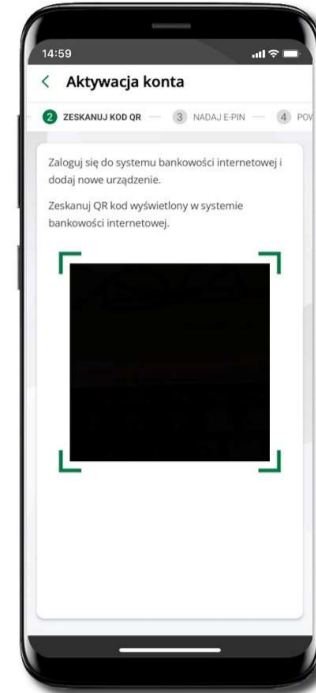 14:59
Aktywacja konta
2 ZESKANUJ KOD QR 3 NADAJ E-PIN 4
Zaloguj się do systemu bankowości internetowej i
dodaj nowe urządzenie.
Zeskanuj QR kod wyświetlony w systemie
bankowości internetowej.